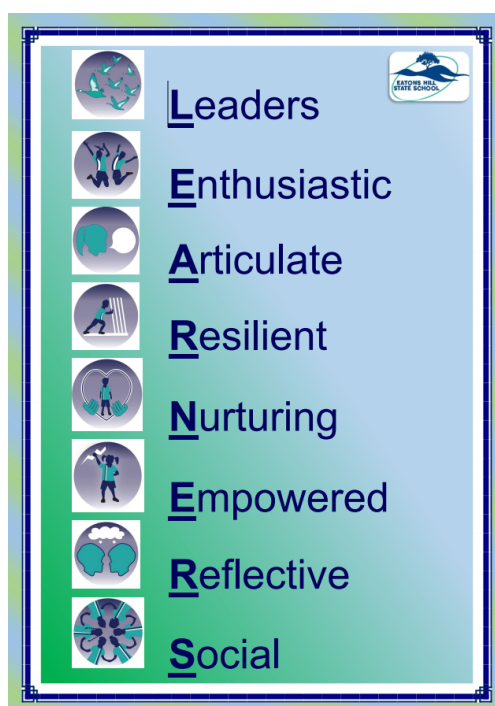 EATONS HILL
STATE SCHOOL
Leaders
Enthusiastic
Articulate
Resilient
Nurturing
Empowered
Reflective
Social